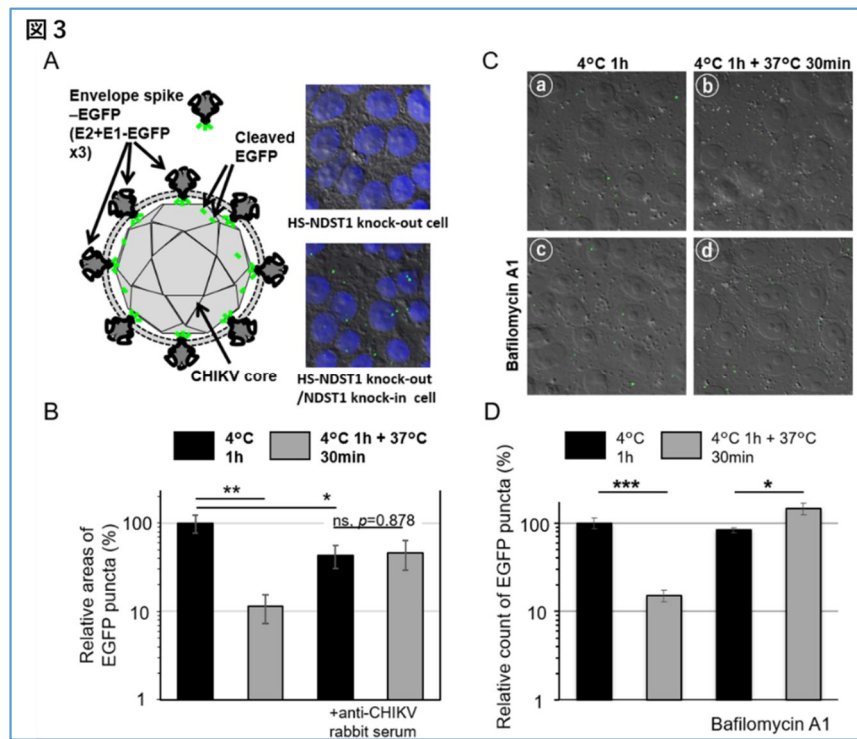 図3
A
Envelope spike
–EGFP
(E2+E1-EGFP
x3)
Cleaved
EGFP
CHIKV core
HS-NDST1 knock-out cell
HS-NDST1 knock-out
/NDST1 knock-in cell
B
4°C
1h
4°C 1h + 37°C
30min
**
*
ns, p=0.878
Relative areas of
EGFP puncta (%)
100
10
1
+anti-CHIKV
rabbit serum
C
4°C 1h
4°C 1h + 37°C 30min
a
b
c
d
Bafilomycin A1
D
4°C
1h
4°C 1h + 37°C
30min
***
*
Relative count of EGFP puncta (%)
100
10
1
Bafilomycin A1